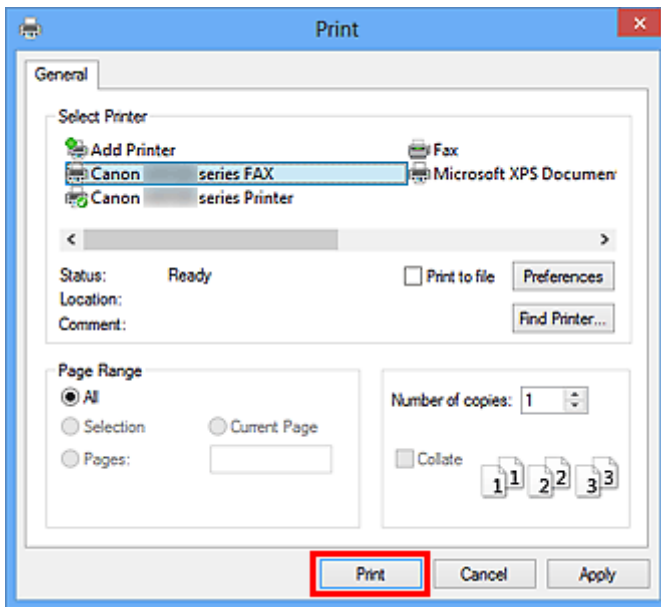 Print
General
Select Printer
Add Printer
Fax
Canon series FAX
Microsoft XPS Documen
Canon series Printer
Status: Ready
Print to file
Preferences
Location:
Comment:
Find Printer...
Page Range
All
Selection
Current Page
Pages:
Number of copies: 1
Collate
1 1 2 2 3 3
Print
Cancel
Apply